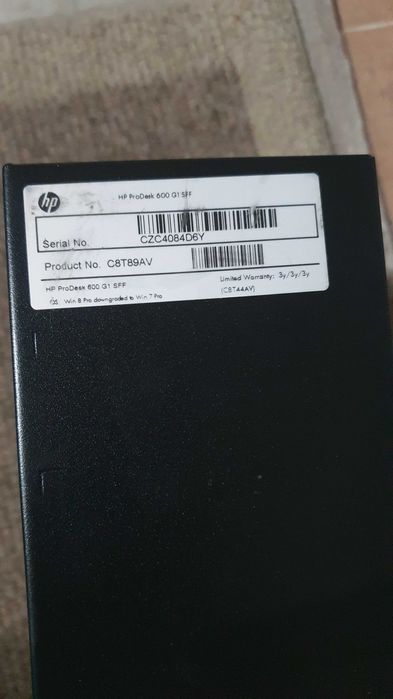 hp
HP ProDesk 600 G1 SFF
Serial No. CZC4084D6Y
Product No. C8T89AV
HP ProDesk 600 G1 SFF
Limited Warranty: 3y/3y/3y
OS Win 8 Pro downgraded to Win 7 Pro
(C8T44AV)